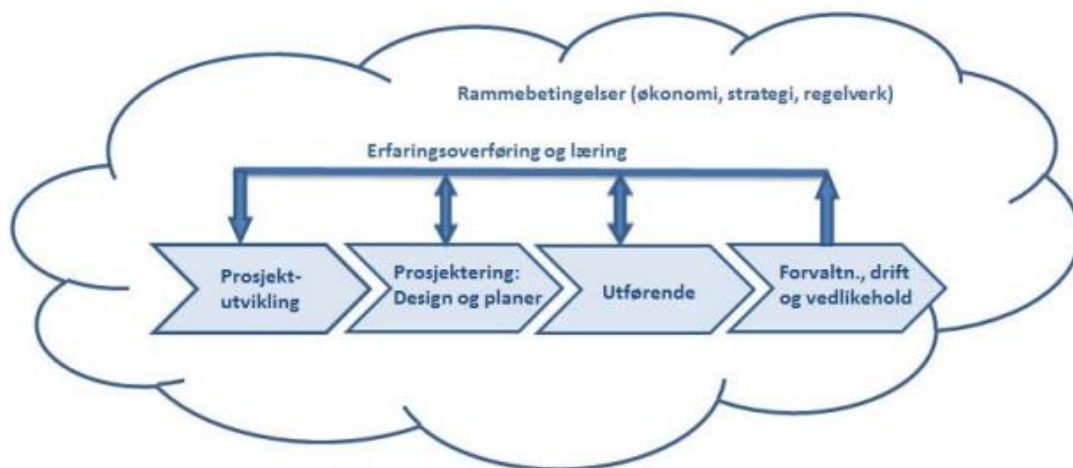 Rammebetingelser (økonomi, strategi, regelverk)
Erfaringsoverføring og læring
Prosjekt-
utvikling
Prosjektering:
Design og planer
Utførende
Forvaltn., drift
og vedlikehold